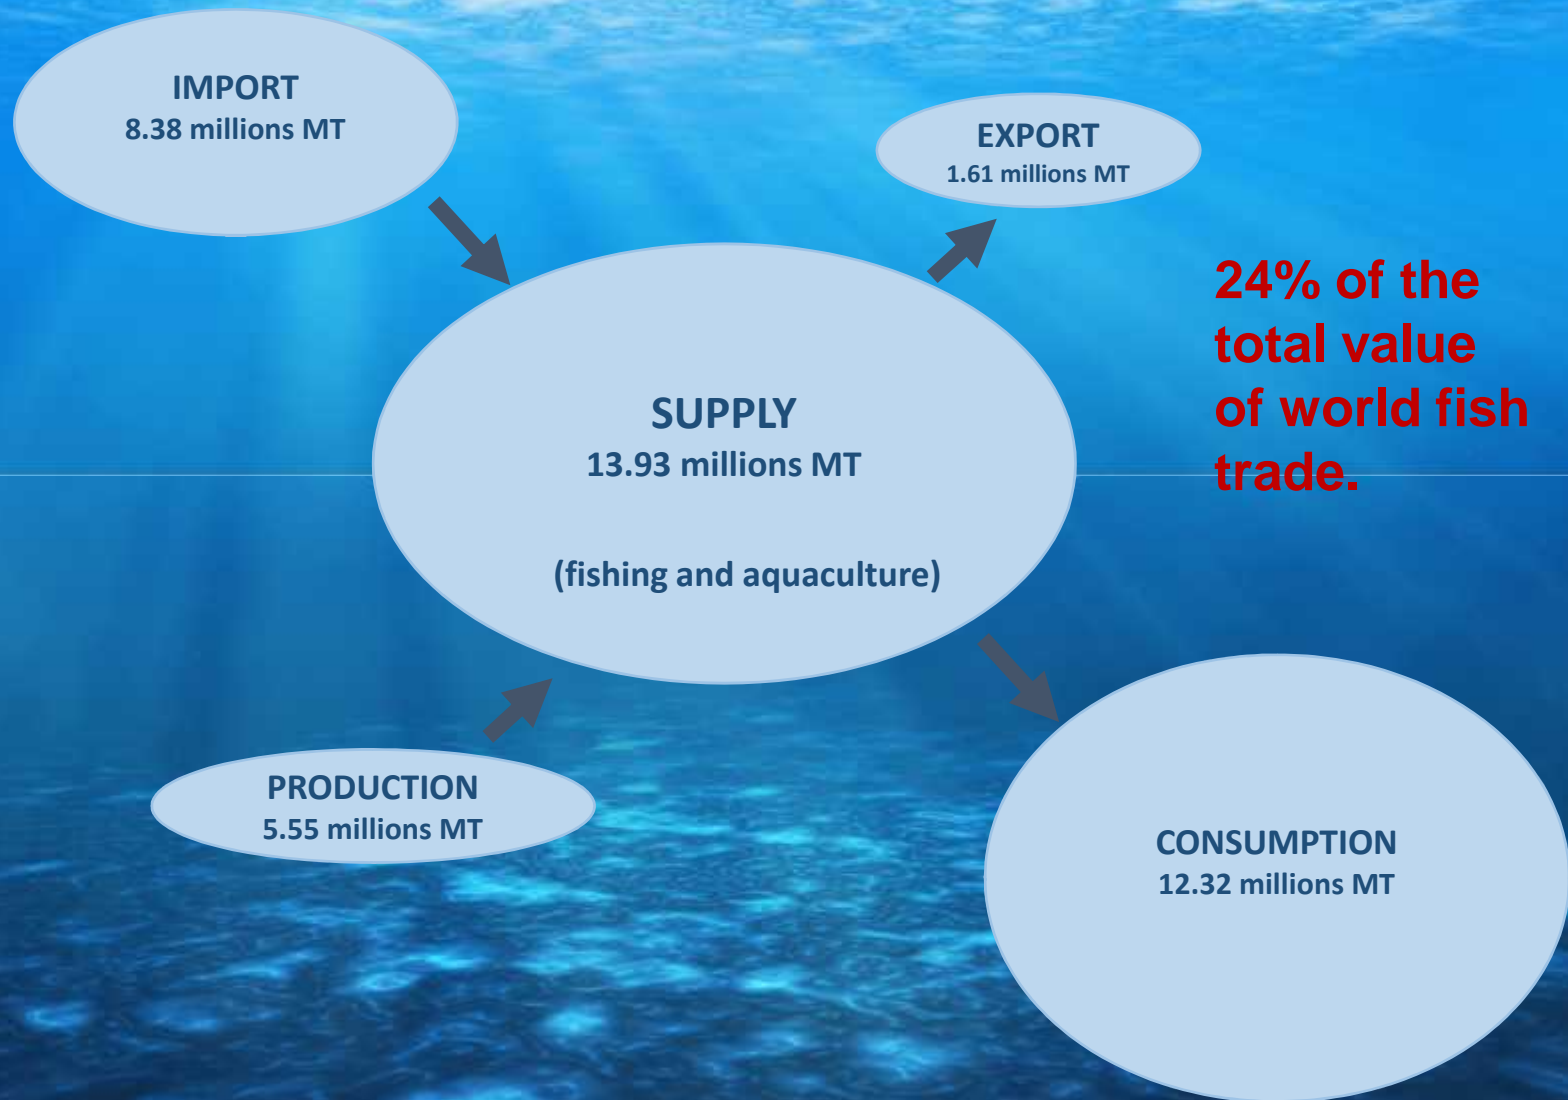 IMPORT
8.38 millions MT
EXPORT
1.61 millions MT
24% of the
total value
of world fish
trade.
SUPPLY
13.93 millions MT
(fishing and aquaculture)
PRODUCTION
5.55 millions MT
CONSUMPTION
12.32 millions MT